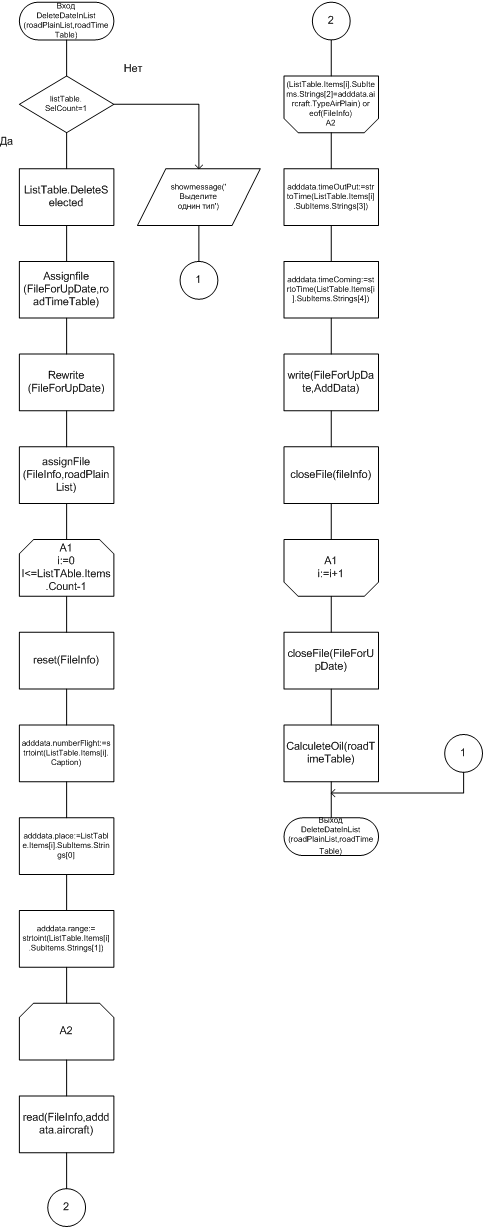 Вход
DeleteDateInList
(roadPlainList,roadTime
Table)
Нет
listTable.
SelCount=1
Да
ListTable.DeleteS
elected
showmessage('
Выделите
однин тип')
1
Assignfile
(FileForUpDate,ro
adTimeTable)
Rewrite
(FileForUpDate)
assignFile
(FileInfo,roadPlain
List)
A1
i:=0
I<=ListTAble.Items
.Count-1
reset(FileInfo)
adddata.numberFlight:=s
trtoint(ListTable.Items[i].
Caption)
adddata.place:=ListTabl
e.Items[i].SubItems.Strin
gs[0]
adddata.range:=
strtoint(ListTable.Items[i]
.SubItems.Strings[1])
A2
read(FileInfo,addd
ata.aircraft)
2
2
(ListTable.Items[i].SubIte
ms.Strings[2]=adddata.ai
rcraft.TypeAirPlain) or
eof(FileInfo)
A2
adddata.timeOutPut:=str
toTime(ListTable.Items[i]
.SubItems.Strings[3])
adddata.timeComing:=st
rtoTime(ListTable.Items[i
].SubItems.Strings[4])
write(FileForUpDa
te,AddData)
closeFile(fileInfo)
A1
i:=i+1
closeFile(FileForU
pDate)
CalculeteOil(roadT
imeTable)
1
Выход
DeleteDateInList
(roadPlainList,roadTime
Table)